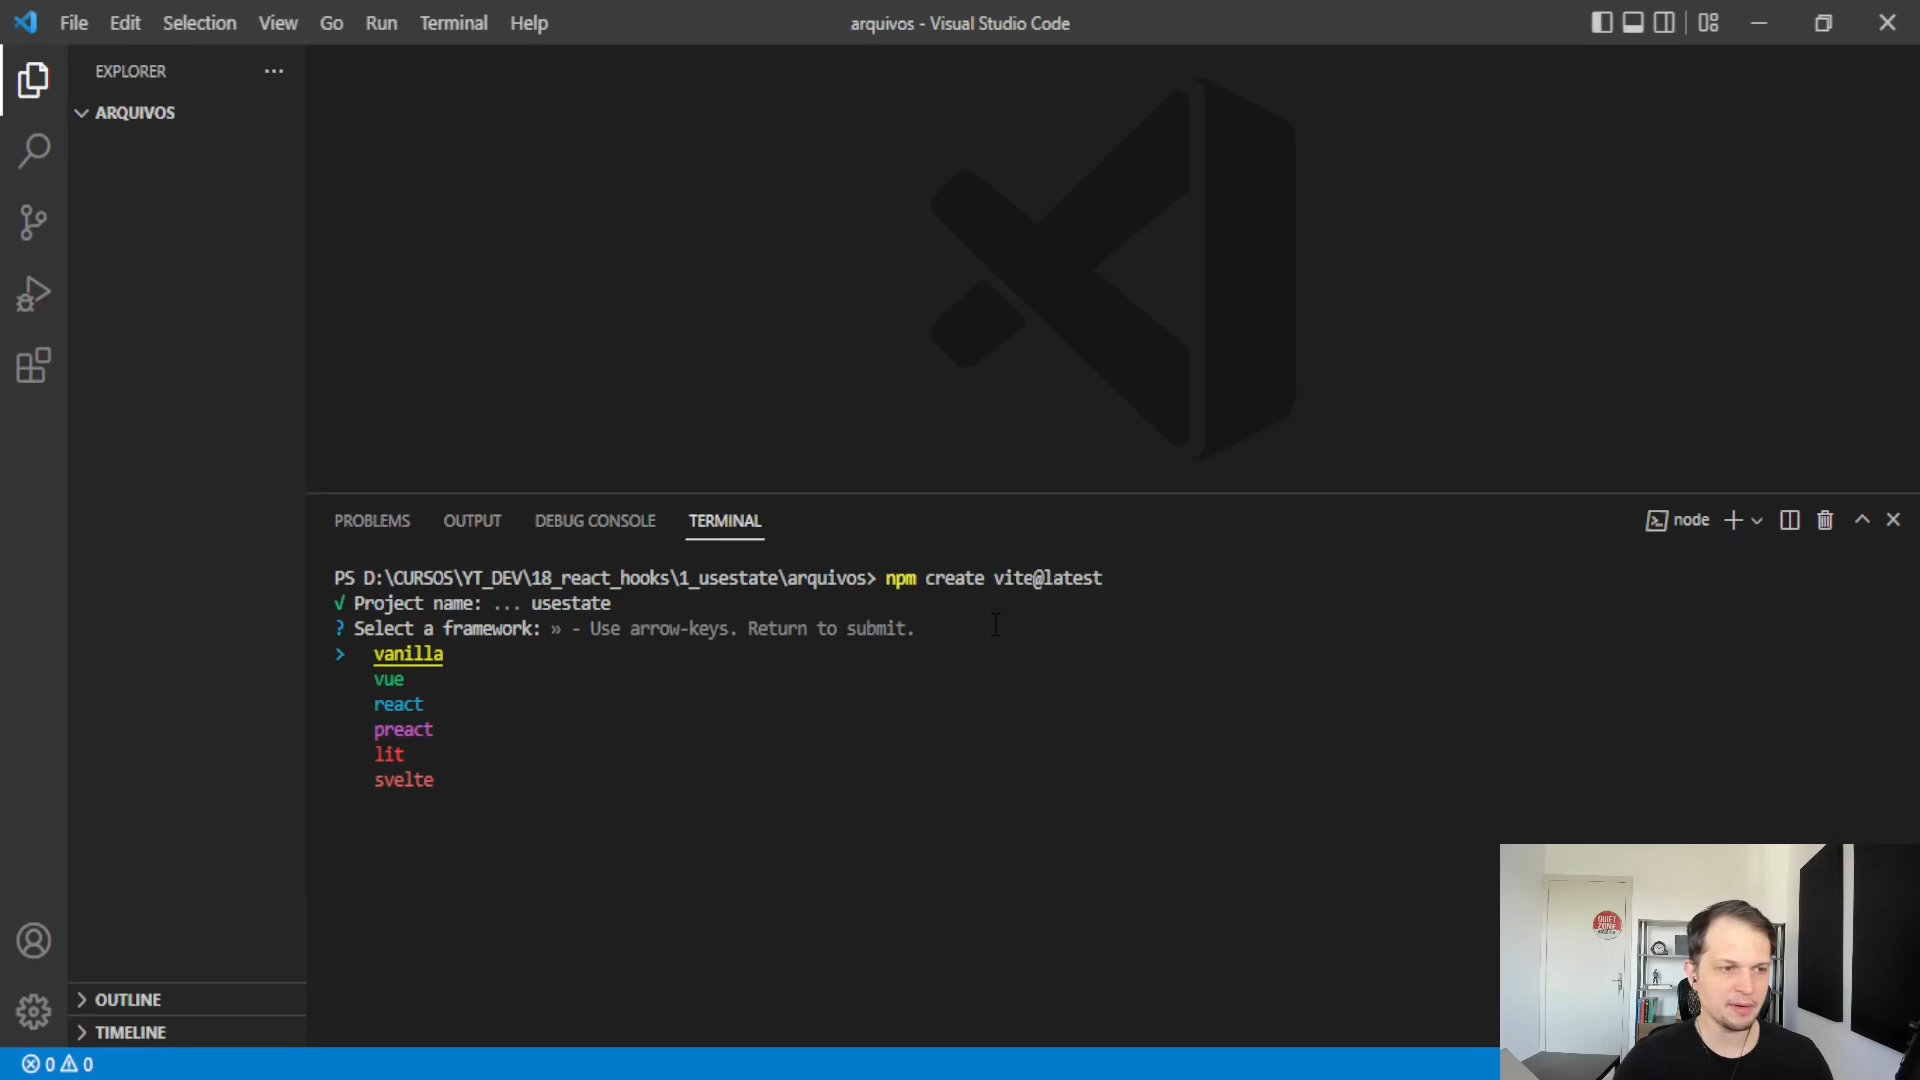 File Edit Selection View Go Run Terminal Help
arquivos - Visual Studio Code
EXPLORER
ARQUIVOS
PROBLEMS OUTPUT DEBUG CONSOLE TERMINAL
node
PS D:\CURSOS\YT_DEV\18_react_hooks\1_usestate\arquivos> npm create vite@latest
√ Project name: ... usestate
? Select a framework: » - Use arrow-keys. Return to submit.
> vanilla
vue
react
preact
lit
svelte
QUIET
ZONE
OUTLINE
TIMELINE
0 0